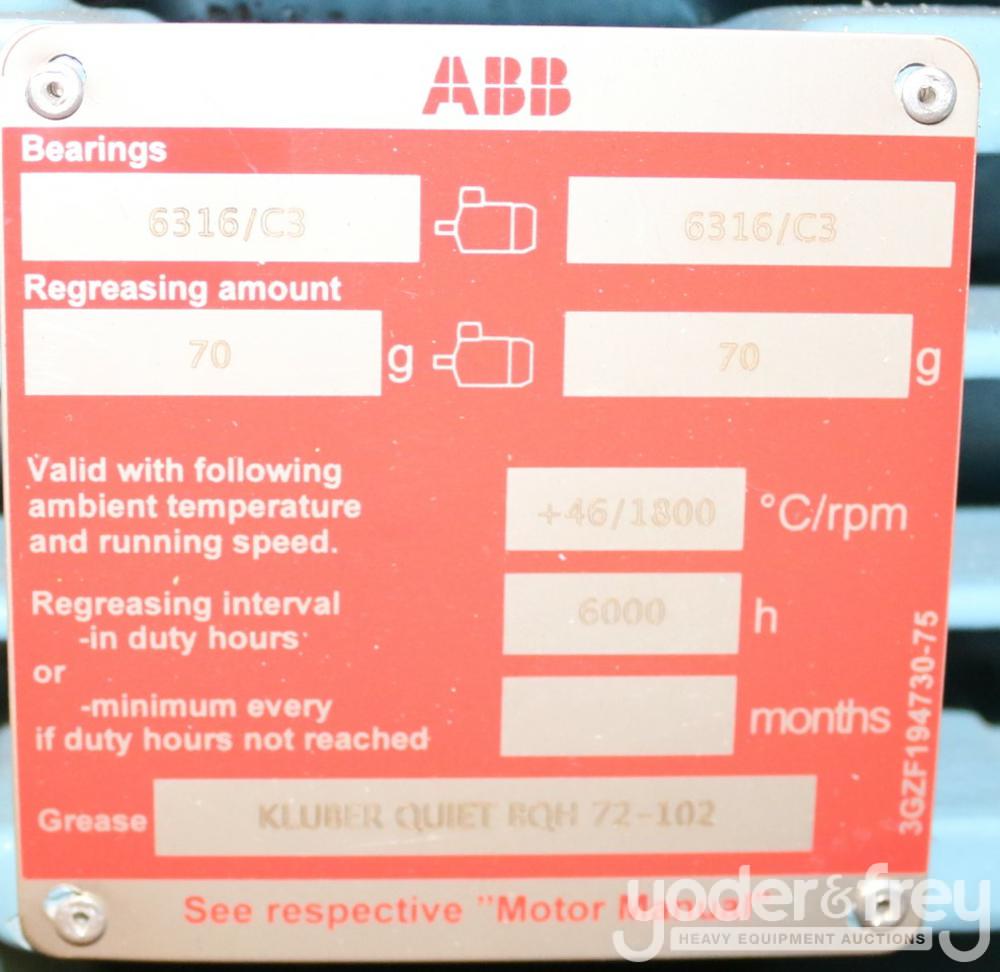 ABB
Bearings
6316/C3 6316/C3
Regreasing amount
70 g 70 g
Valid with following
ambient temperature
and running speed.
+46/1800 °C/rpm
Regreasing interval
-in duty hours
6000 h
or
-minimum every
if duty hours not reached
months
Grease KLUBER QUIET BQH 72-102
3GZF194730-75
See respective "Motor Manual"
yoder&frey
HEAVY EQUIPMENT AUCTIONS